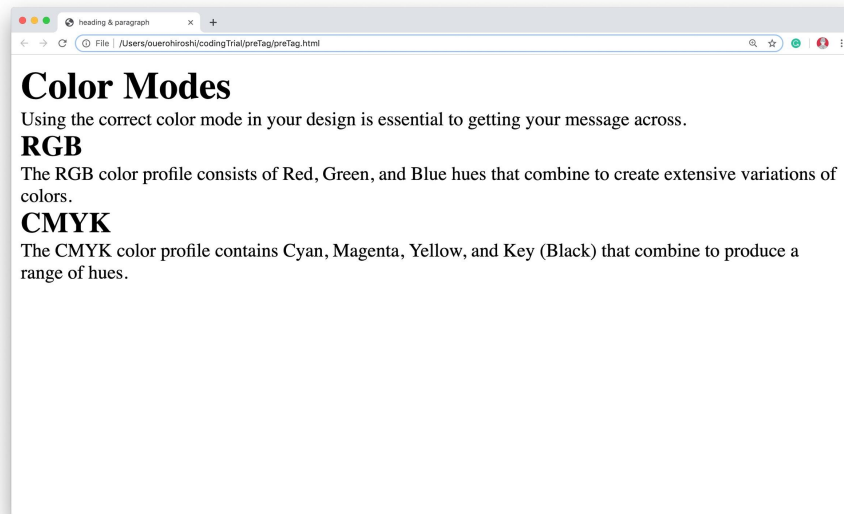 heading & paragraph
File | /Users/ouerohiroshi/codingTrial/preTag/preTag.html
Color Modes
Using the correct color mode in your design is essential to getting your message across.
RGB
The RGB color profile consists of Red, Green, and Blue hues that combine to create extensive variations of
colors.
CMYK
The CMYK color profile contains Cyan, Magenta, Yellow, and Key (Black) that combine to produce a
range of hues.